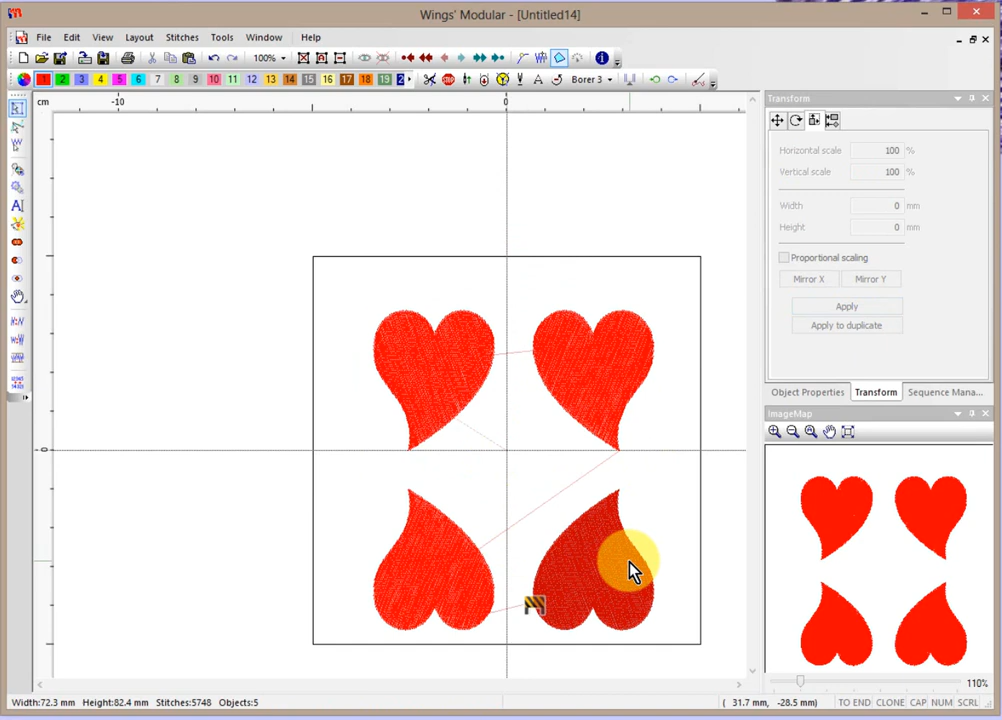 Wings' Modular - [Untitled14]
File Edit View Layout Stitches Tools Window Help
100%
1 2 3 4 5 6 7 8 9 10 11 12 13 14 15 16 17 18 19 2 Borer 3
cm -10 0
0
Transform
Horizontal scale 100 %
Vertical scale 100 %
Width 0 mm
Height 0 mm
Proportional scaling
Mirror X Mirror Y
Apply
Apply to duplicate
Object Properties Transform Sequence Mana...
ImageMap
110%
Width:72.3 mm Height:82.4 mm Stitches:5748 Objects:5 ( 31.7 mm, -28.5 mm) TO END CLONE CAP NUM SCRL